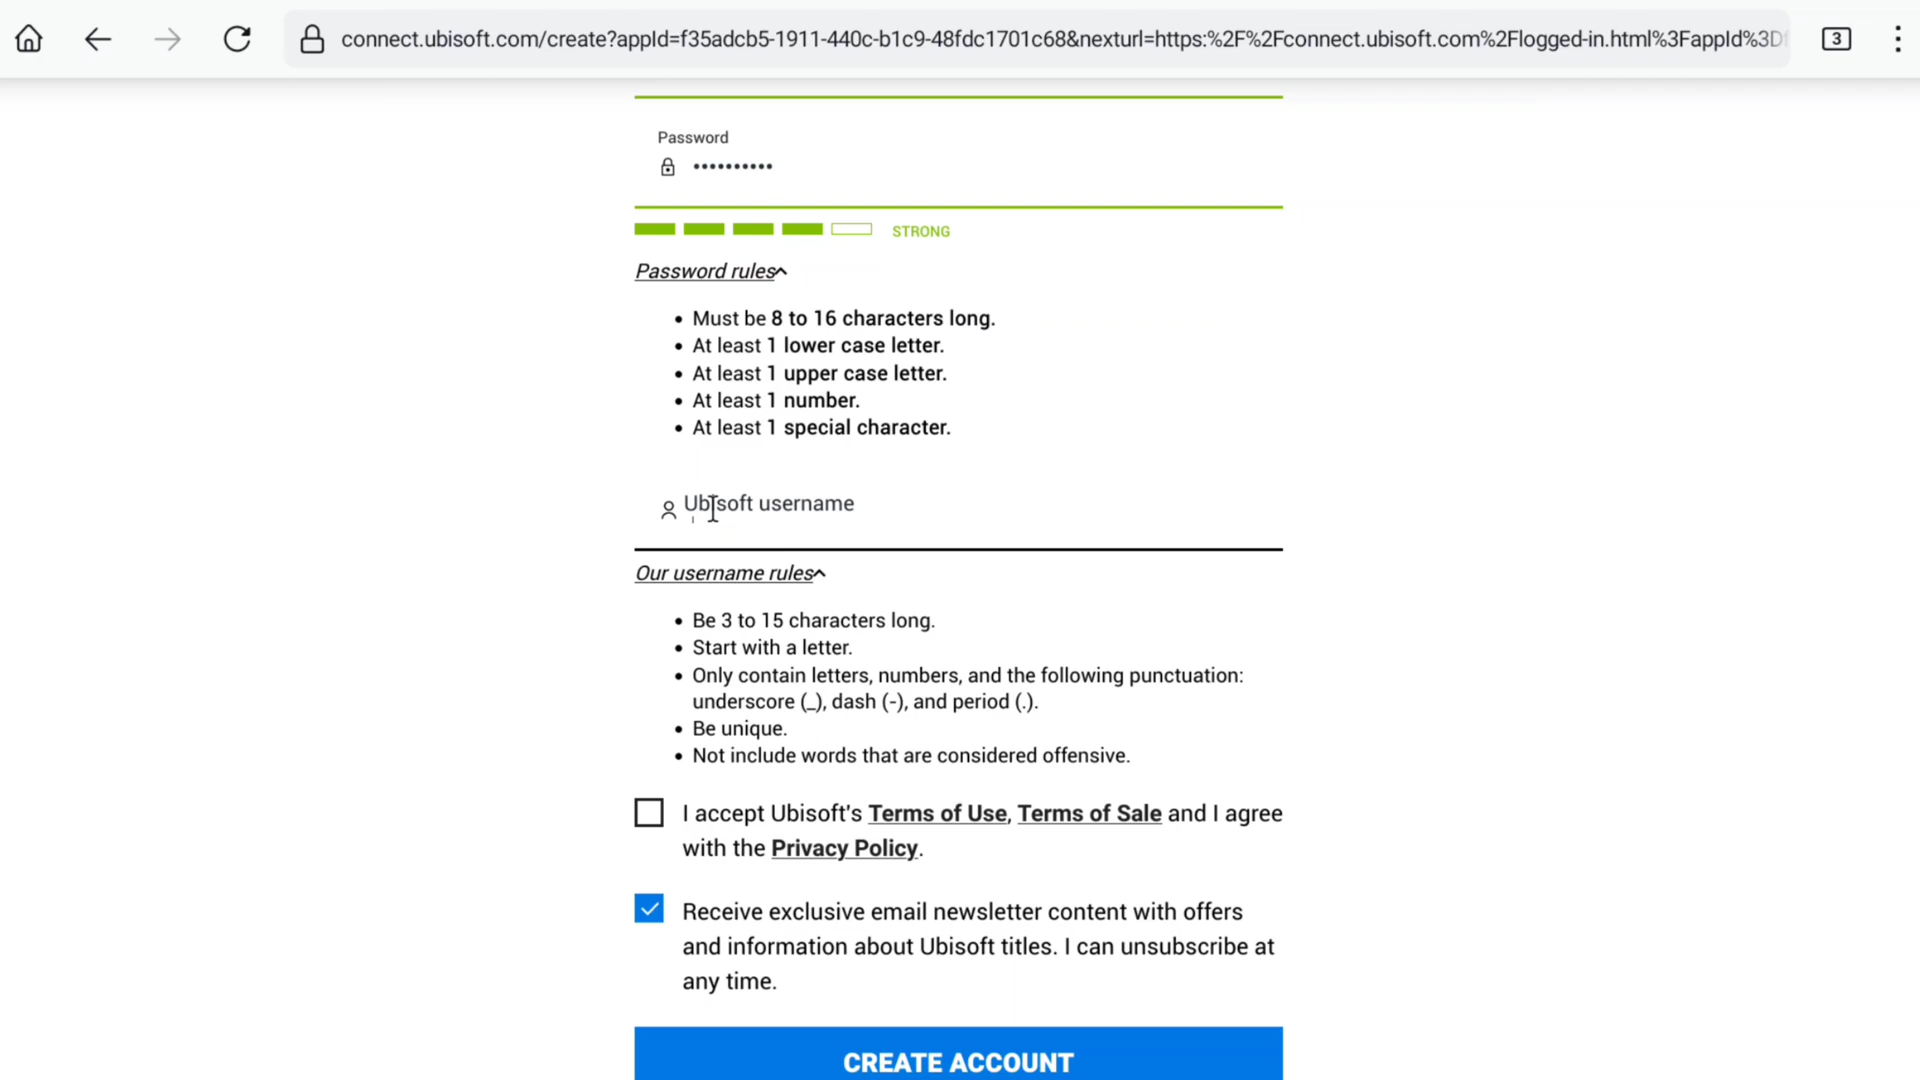 connect.ubisoft.com/create?appId=f35adcb5-1911-440c-b1c9-48fdc1701c68&nexturl=https:%2F%2Fconnect.ubisoft.com%2Flogged-in.html%3FappId%3Df
3
Password
••••••••••
STRONG
Password rules
• Must be 8 to 16 characters long.
• At least 1 lower case letter.
• At least 1 upper case letter.
• At least 1 number.
• At least 1 special character.
Ubisoft username
Our username rules
• Be 3 to 15 characters long.
• Start with a letter.
• Only contain letters, numbers, and the following punctuation:
underscore (_), dash (-), and period (.).
• Be unique.
• Not include words that are considered offensive.
I accept Ubisoft's Terms of Use, Terms of Sale and I agree
with the Privacy Policy.
Receive exclusive email newsletter content with offers
and information about Ubisoft titles. I can unsubscribe at
any time.
CREATE ACCOUNT